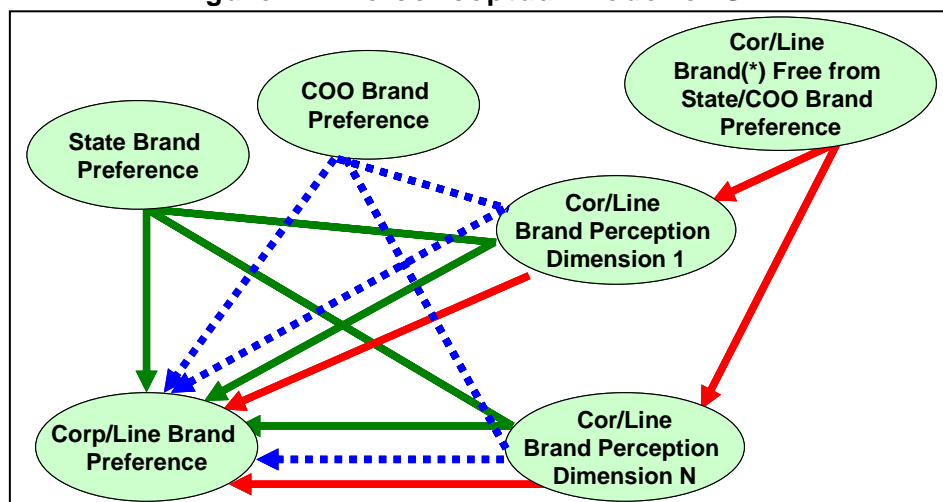 Cor/Line
Brand(*) Free from
State/COO Brand
Preference
COO Brand
Preference
State Brand
Preference
Cor/Line
Brand Perception
Dimension 1
Corp/Line Brand
Preference
Cor/Line
Brand Perception
Dimension N